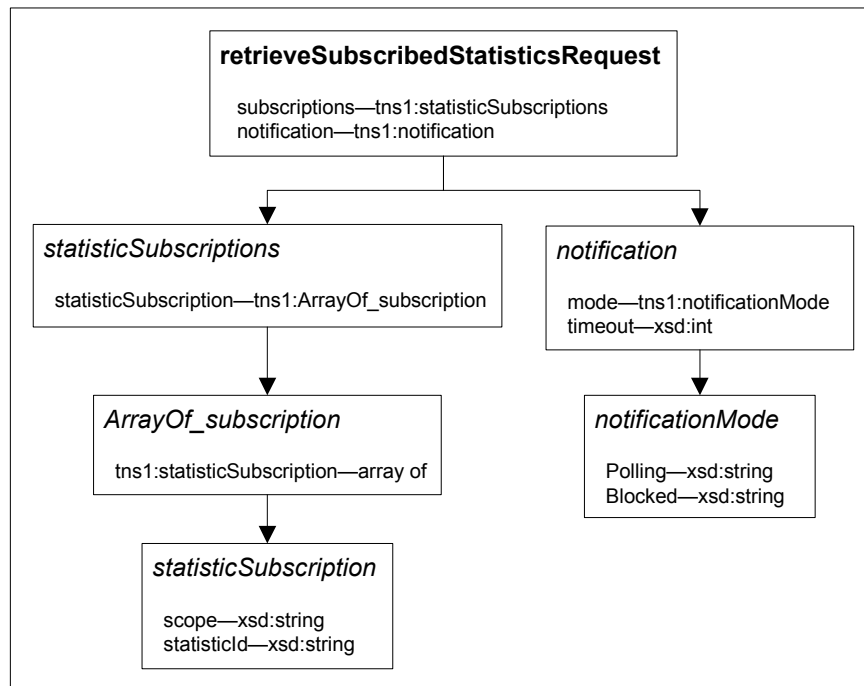 retrieveSubscribedStatisticsRequest
subscriptions—tns1:statisticSubscriptions
notification—tns1:notification
statisticSubscriptions
statisticSubscription—tns1:ArrayOf_subscription
notification
mode—tns1:notificationMode
timeout—xsd:int
ArrayOf_subscription
tns1:statisticSubscription—array of
notificationMode
Polling—xsd:string
Blocked—xsd:string
statisticSubscription
scope—xsd:string
statisticId—xsd:string